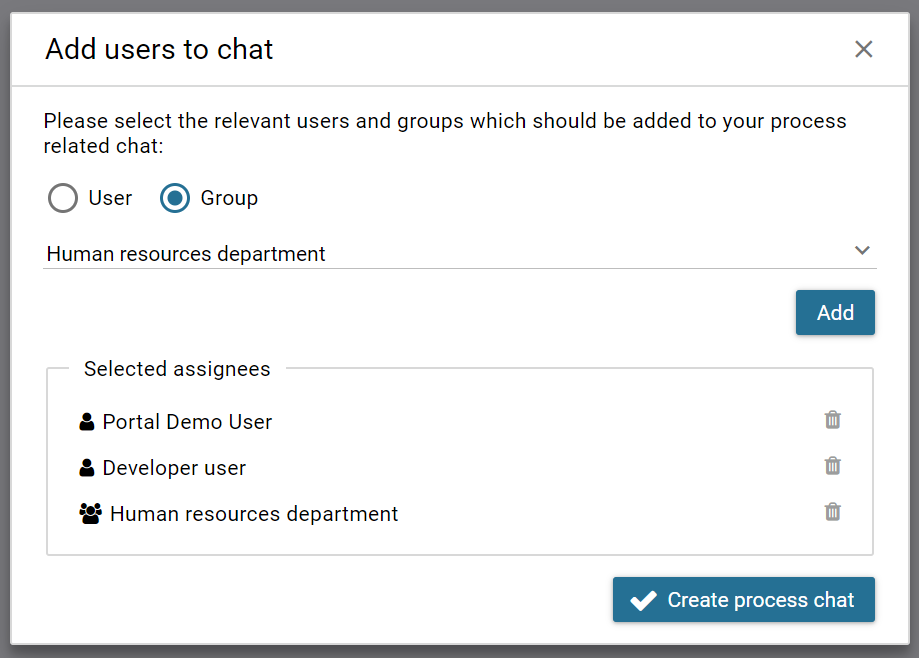 Add users to chat
Please select the relevant users and groups which should be added to your process
related chat:
User Group
Human resources department
Add
Selected assignees
Portal Demo User
Developer user
Human resources department
Create process chat